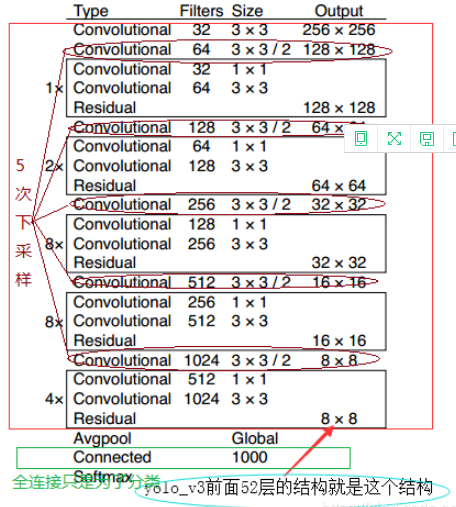 Type Filters Size Output
Convolutional 32 3 × 3 256 × 256
Convolutional 64 3 × 3 / 2 128 × 128
Convolutional 32 1 × 1
1× Convolutional 64 3 × 3
Residual 128 × 128
Convolutional 128 3 × 3 / 2 64 ×
Convolutional 64 1 × 1
2× Convolutional 128 3 × 3
Residual 64 × 64
Convolutional 256 3 × 3 / 2 32 × 32
Convolutional 128 1 × 1
8× Convolutional 256 3 × 3
Residual 32 × 32
Convolutional 512 3 × 3 / 2 16 × 16
Convolutional 256 1 × 1
8× Convolutional 512 3 × 3
Residual 16 × 16
Convolutional 1024 3 × 3 / 2 8 × 8
Convolutional 512 1 × 1
4× Convolutional 1024 3 × 3
Residual 8 × 8
Avgpool Global
Connected 1000
Softmax
5
次
下
采
样
全连接只是为了分类
yolo_v3前面52层的结构就是这个结构